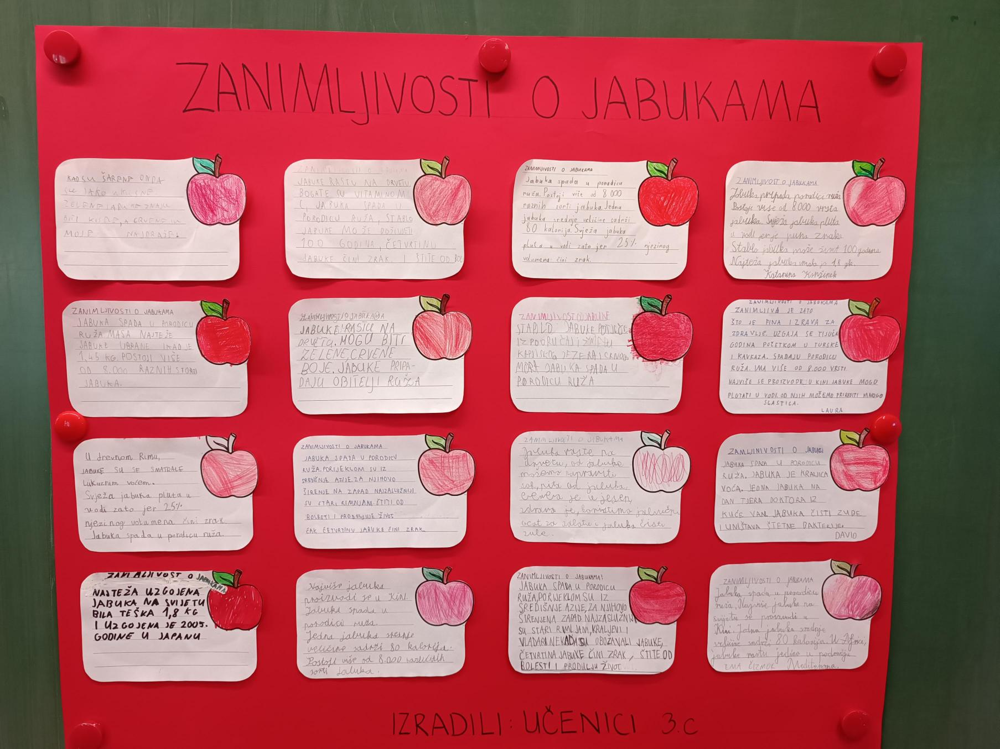 ZANIMLJIVOSTI O JABUKAMA
KAD SU ŠARENE ONDA
SU JAKO UKUSNE.
ZELENE ZNAJU
BITI KISELE, A CRVENE SU
MOJE NAJDRAŽE!
ZANIMLJIVOSTI O JABUKAMA
JABUKE RASTU NA DRVETU,
BOGATE SU VITAMINOM
C, JABUKA SPADA U
PORODICU RUŽA, STABLO
JABUKE MOŽE DOŽIVJETI
100 GODINA, ČETVRTINU
JABUKE ČINI ZRAK. I ŠTITE OD BOL
ZANIMLJIVOSTI O JABUKAMA
Jabuka spada u porodicu
ruža. Postoji više od 8 000
raznih sorti jabuka. Jedna
jabuka srednje veličine sadrži
80 kalorija. Svježa jabuka
pluta u vodi zato jer 25% njezinog
volumena čini zrak.
ZANIMLJIVOST O JABUKAMA
Jabuka pripada porodici ruža
Postoji više od 8000 vrsta
jabuka. Svježa jabuka pluta
u vodi jer je puna zraka
Stablo jabuke može živit 100 godina
Najteža jabuka imala je 1,8 gk.
Katarina
ZANIMLJIVOSTI O JABUKAMA
JABUKA SPADA U PORODICU
RUŽA MASA NAJTEŽE
JABUKE UBRANE IKAD JE
1,45 KG. POSTOJI VIŠE
OD 8.000 RAZNIH
JABUKA.
ZANIMLJIVOSTI O JABUKAMA
JABUKE RASTU NA
DRVETU. MOGU BITI
ZELENE, CRVENE
BOJE. JABUKE PRIPA-
DAJU OBITELJI RUŽA
ZANIMLJIVOSTI O JABUKE
STABLO JABUKE POTJEČE
IZ PODRUČJA IZMEĐU
KAPIJSKOG JEZERA I CRNOG
MORA JABUKA SPADA U
PORODICU RUŽA
ZANIMLJIVOSTI O JABUKAMA
ZANIMLJIVA JE ZATO
ŠTO JE FINA I ZRAVA ZA
ZDRAVLJE. UZGAJA SE TISUĆA
GODINA POČETKOM U TURSKE
I KAVKAZA. SPADAJU PORODICU
RUŽA. IMA VIŠE OD 8.000 VRSTI.
NAJVIŠE SE PROIZVODE U KINI JABUKE MOGU
PLUTATI U VODI. OD NJIH MOŽEMO PRIREDITI MNOGO
SLASTICA.
LAURA
U drevnom Rimu,
JABUKE SU SE SMATRALE
lukuznim voćem.
Svježa jabuka pluta u
vodi zato jer 25%
njezinog volumena čini zrak.
Jabuka spada u porodicu ruža.
ZANIMLJIVOSTI O JABUKAMA
JABUKA SPADA U PORODICU
RUŽA. PORIJEKLOM SU IZ
SREDIŠNJE AZIJE. ZA NJIHOVO
ŠIRENJE NA ZAPAD NAJZASLUŽNIJI
SU STARI RIMNJANI. ŠTITI OD
BOLESTI I PRODULJUJE ŽIVOT
ČAK ČETVRTINU JABUKE ČINI ZRAK.
ZANIMLJIVOSTI O JABUKAMA
Jabuka raste na
drvetu, od jabuke
možemo napraviti
sok, pita od jabuka,
crvena je u jesen,
zdrava je, koristimo jabučni
ocat za salatu i jabuka čisti
zube.
ZAMLJINIVOSTI O JABUCI
JABUKA SPADA U PORODICU
RUŽA. JABUKA JE KRALJICA
VOĆA. JEDNA JABUKA NA
DAN TJERA DOKTORA IZ
KUĆE VAN. JABUKA ČISTI ZUBE
I UNIŠTAVA ŠTETNE BAKTERIJE.
DAVID
ZANIMLJIVOST O JABUKAMA
NAJTEŽA UZGOJENA
JABUKA NA SVIJETU
BILA TEŠKA 1,8 KG
I UZGOJENA JE 2005.
GODINE U JAPANU
Najviše jabuka
proizvodi se u Kini.
Jabuka spada u
porodicu ruža.
Jedna jabuka srednje
veličine sadrži 80 kalorija.
Postoji više od 8.000 različitih
sorti jabuka.
ZANIMLJIVOSTI O JABUKAMA!
JABUKA SPADA U PORODICU
RUŽA, PORIJEKLOM SU IZ
SREDIŠNJE AZIJE, ZA NJIHOVO
ŠIRENJENA ZAPAD NAJZASLUŽNIJI
SU STARI RIMLJANI, KRALJEVI I
VLADARI NEKADA SU OBOŽAVALI JABUKE,
ČETVRTINA JABUKE ČINI ZRAK, ŠTITE OD
BOLESTI I PRODULJU ŽIVOT
ZANIMLJIVOSTI O JABUKAMA
Jabuka spada u porodicu
ruža. Najviše jabuke na
svijetu se proizvodi u
Kini. Jedna jabuka srednje
veličine sadrži 80 kalorija. U Africi,
jabuke rastu jedino u području
Mediterana.
IMA ČIZMOK
IZRADILI: UČENICI 3.C